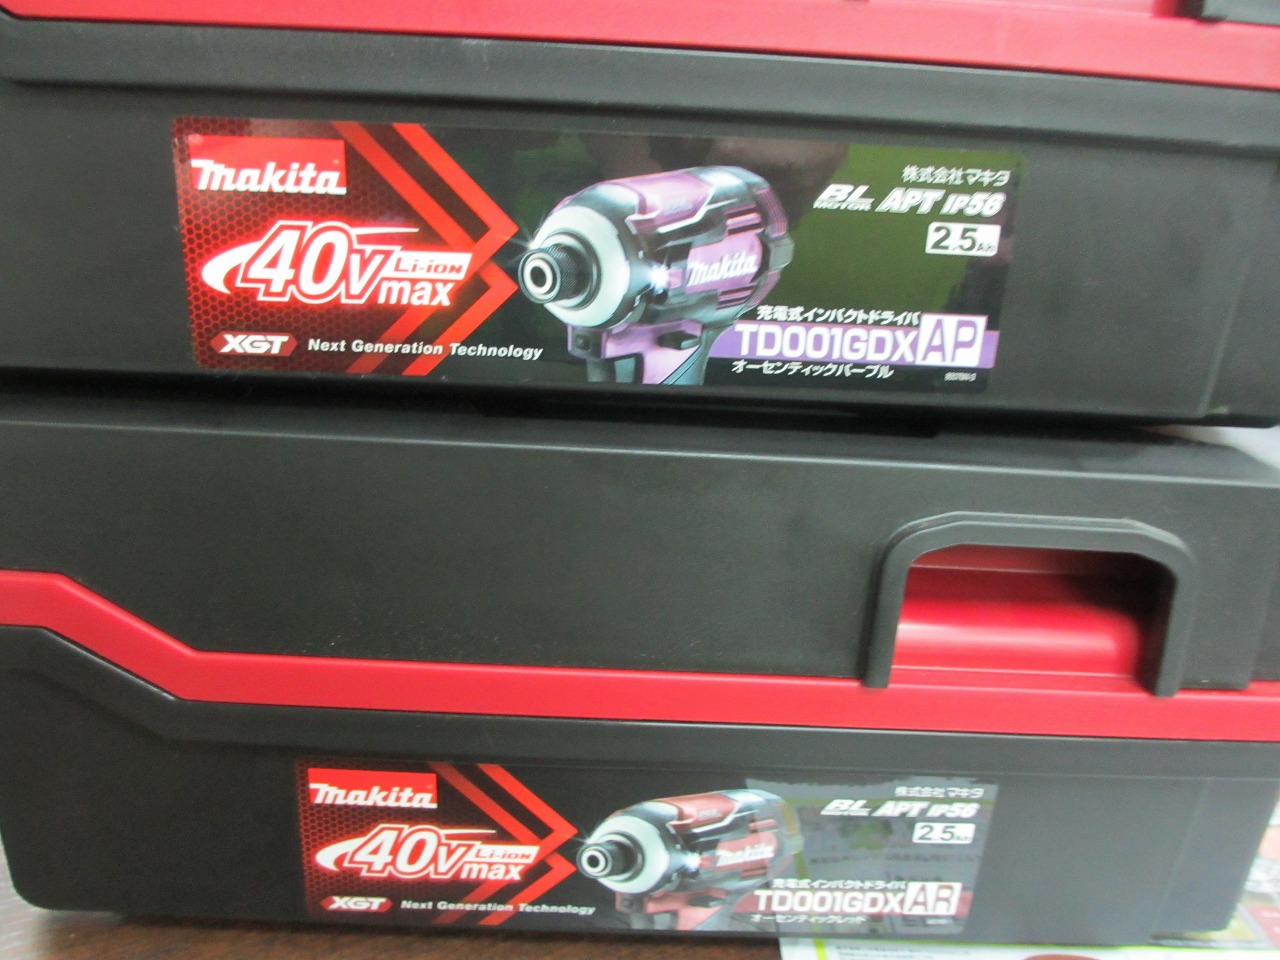 makita
40V Li-ion
max
XGT Next Generation Technology
makita
株式会社マキタ
BL MOTOR APT IP56
2.5Ah
充電式インパクトドライバ
TD001GDX AP
オーセンティックパープル
makita
40V Li-ion
max
XGT Next Generation Technology
makita
株式会社マキタ
BL MOTOR APT IP56
2.5Ah
充電式インパクトドライバ
TD001GDX AR
オーセンティックレッド